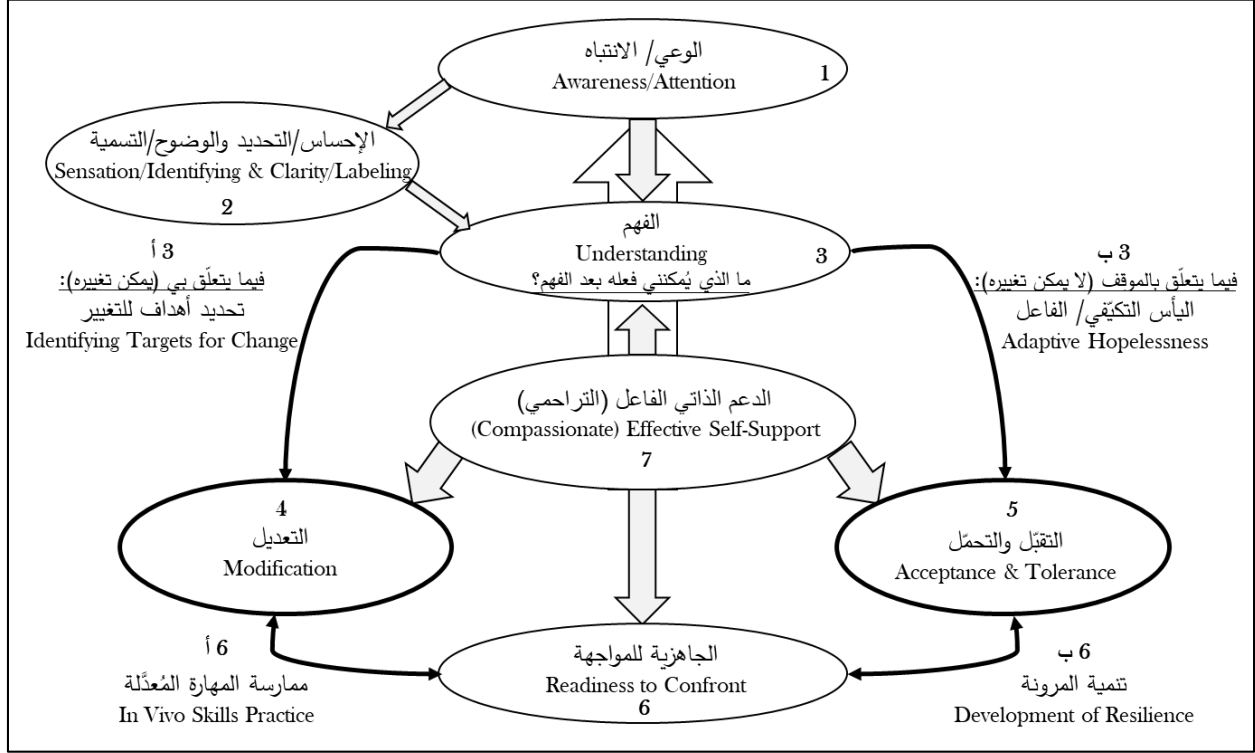 الوعي/ الانتباه
Awareness/Attention
1
الإحساس/التحديد والوضوح/التسمية
Sensation/Identifying & Clarity/Labeling
2
الفهم
Understanding
3
ما الذي يُمكنني فعله بعد الفهم؟
3 أ
فيما يتعلّق بي (يمكن تغييره):
تحديد أهداف للتغيير
Identifying Targets for Change
3 ب
فيما يتعلّق بالموقف (لا يمكن تغييره):
اليأس التكيّفي/ الفاعل
Adaptive Hopelessness
الدعم الذاتي الفاعل (التراحمي)
(Compassionate) Effective Self-Support
7
4
التعديل
Modification
5
التقبّل والتحمّل
Acceptance & Tolerance
6 أ
ممارسة المهارة المُعدَّلة
In Vivo Skills Practice
الجاهزية للمواجهة
Readiness to Confront
6
6 ب
تنمية المرونة
Development of Resilience